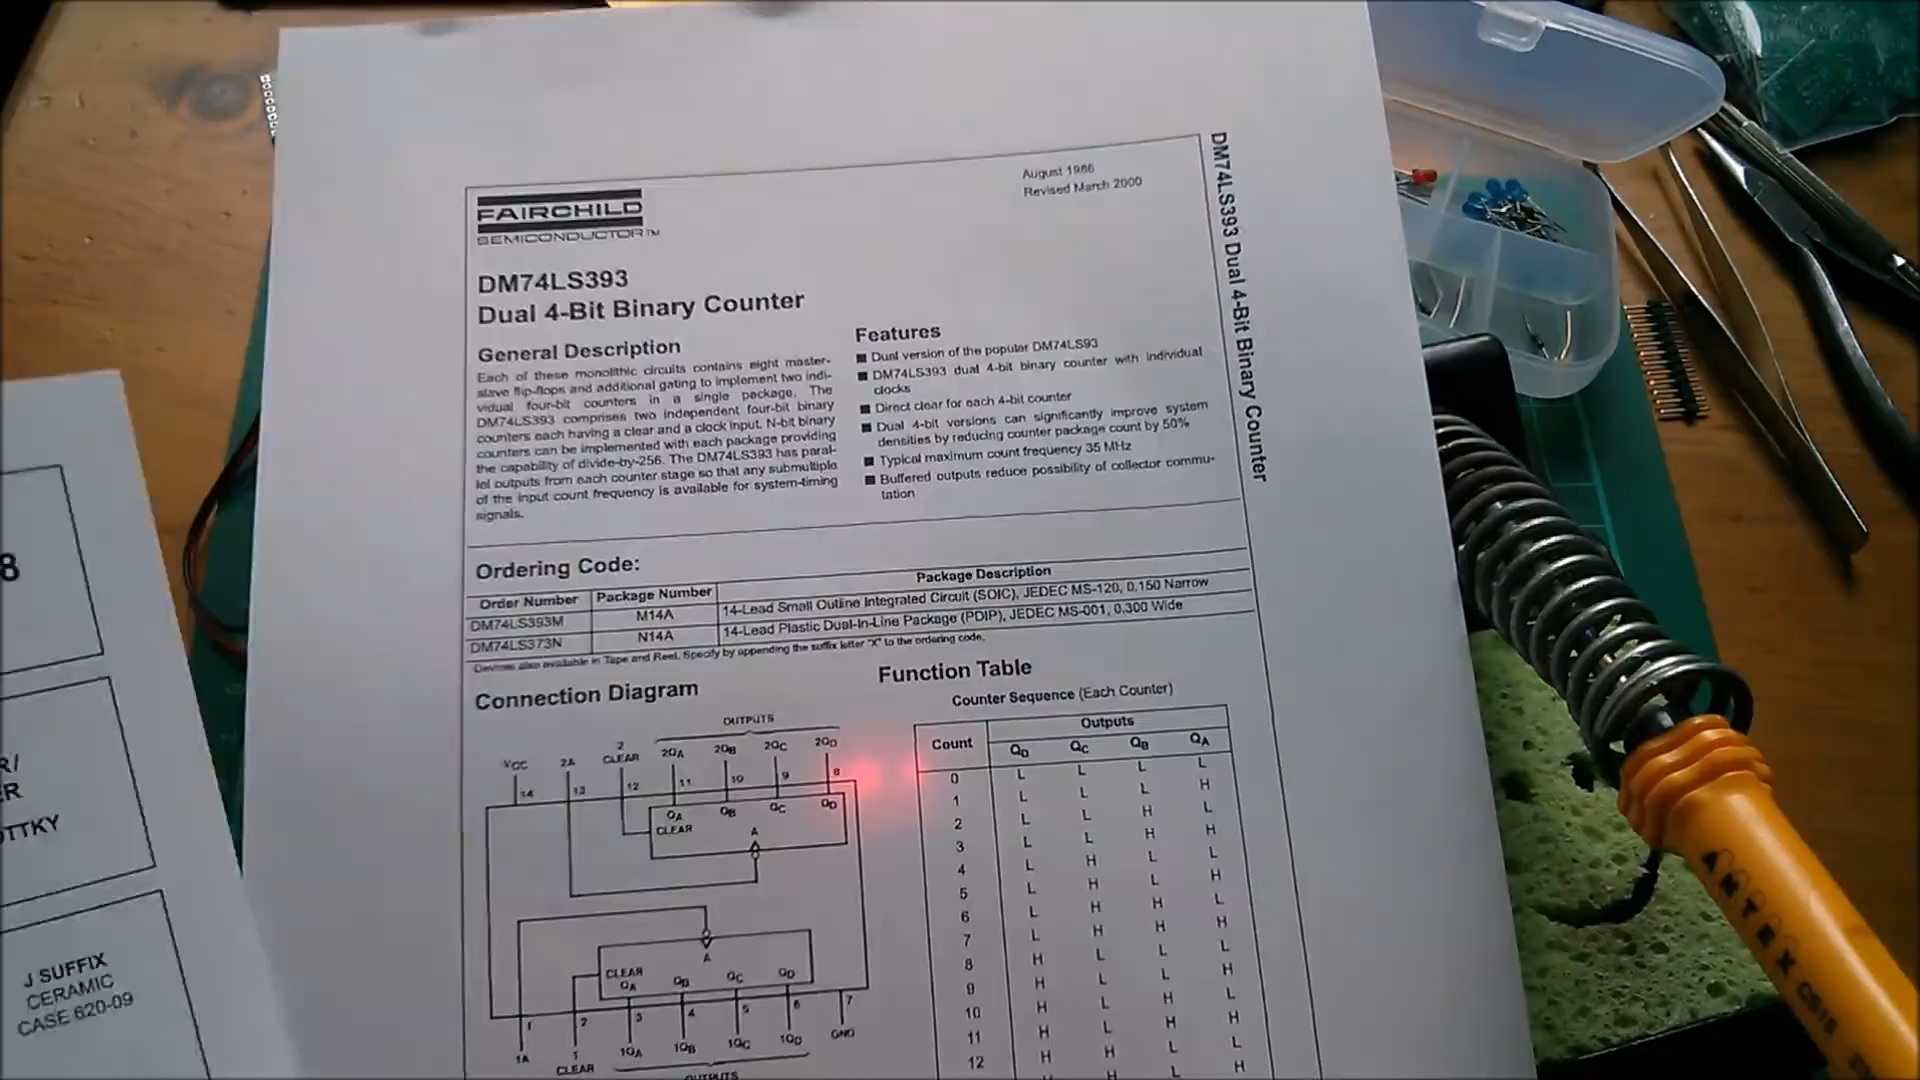 August 1986
Revised March 2000
FAIRCHILD
SEMICONDUCTOR™
DM74LS393
Dual 4-Bit Binary Counter
General Description
Each of these monolithic circuits contains eight master-
slave flip-flops and additional gating to implement two indi-
vidual four-bit counters in a single package. The
DM74LS393 comprises two independent four-bit binary
counters each having a clear and a clock input. N-bit binary
counters can be implemented with each package providing
the capability of divide-by-256. The DM74LS393 has paral-
lel outputs from each counter stage so that any submultiple
of the input count frequency is available for system-timing
signals.
Features
■ Dual version of the popular DM74LS93
■ DM74LS393 dual 4-bit binary counter with individual
clocks
■ Direct clear for each 4-bit counter
■ Dual 4-bit versions can significantly improve system
densities by reducing counter package count by 50%
■ Typical maximum count frequency 35 MHz
■ Buffered outputs reduce possibility of collector commu-
tation
DM74LS393 Dual 4-Bit Binary Counter
Ordering Code:
Order Number Package Number Package Description
DM74LS393M M14A 14-Lead Small Outline Integrated Circuit (SOIC), JEDEC MS-120, 0.150 Narrow
DM74LS373N N14A 14-Lead Plastic Dual-In-Line Package (PDIP), JEDEC MS-001, 0.300 Wide
Devices also available in Tape and Reel. Specify by appending the suffix letter "X" to the ordering code.
Connection Diagram
OUTPUTS
VCC 2A 2 CLEAR 2QA 2QB 2QC 2QD
14 13 12 11 10 9 8
QA QB QC QD
CLEAR A
A
CLEAR
QA QB QC QD
1 2 3 4 5 6 7
1A 1 CLEAR 1QA 1QB 1QC 1QD GND
OUTPUTS
Function Table
Counter Sequence (Each Counter)
Count Outputs
QD QC QB QA
0 L L L L
1 L L L H
2 L L H L
3 L L H H
4 L H L L
5 L H L H
6 L H H L
7 L H H H
8 H L L L
9 H L L H
10 H L H L
11 H L H H
12 H H L L
H H L H
8
R/
R
OTTKY
J SUFFIX
CERAMIC
CASE 620-09
ANTEX CS18